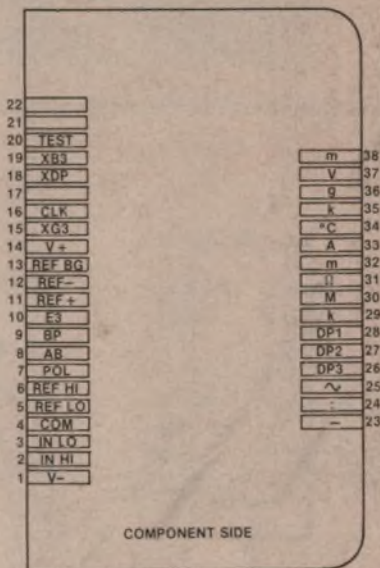 22
21
20 TEST
19 XB3
18 XDP
17
16 CLK
15 XG3
14 V+
13 REF BG
12 REF-
11 REF+
10 E3
9 BP
8 AB
7 POL
6 REF HI
5 REF LO
4 COM
3 IN LO
2 IN HI
1 V-
m 38
V 37
g 36
k 35
°C 34
A 33
m 32
Ω 31
M 30
k 29
DP1 28
DP2 27
DP3 26
∿ 25
: 24
- 23
COMPONENT SIDE